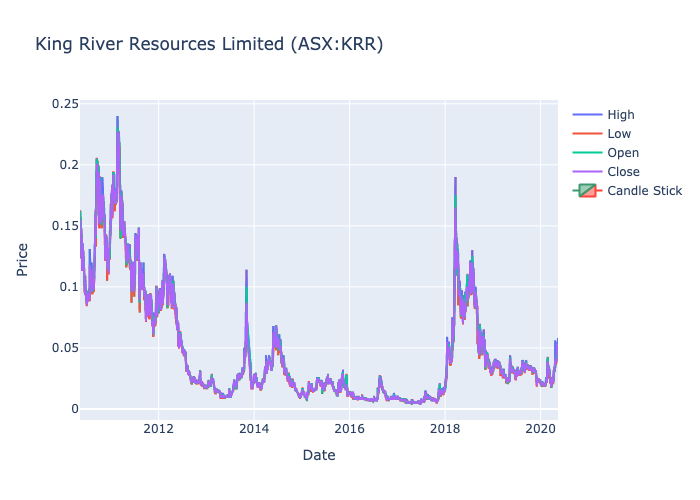 King River Resources Limited (ASX:KRR)
0.25
0.2
0.15
0.1
0.05
0
Price
2012
2014
2016
2018
2020
Date
High
Low
Open
Close
Candle Stick